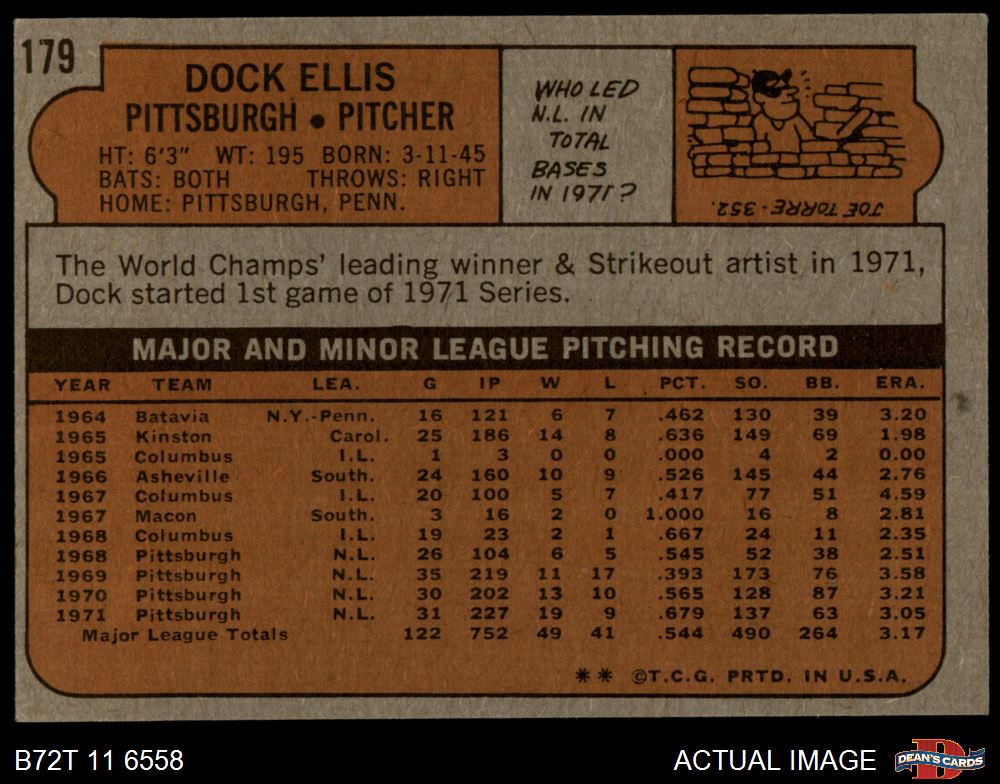 179
DOCK ELLIS
PITTSBURGH • PITCHER
HT: 6'3" WT: 195 BORN: 3-11-45
BATS: BOTH THROWS: RIGHT
HOME: PITTSBURGH, PENN.
WHO LED
N.L. IN
TOTAL
BASES
IN 1971?
JOE TORRE-352.
The World Champs' leading winner & Strikeout artist in 1971,
Dock started 1st game of 1971 Series.
MAJOR AND MINOR LEAGUE PITCHING RECORD
YEAR TEAM LEA. G IP W L PCT. SO. BB. ERA.
1964 Batavia N.Y.-Penn. 16 121 6 7 .462 130 39 3.20
1965 Kinston Carol. 25 186 14 8 .636 149 69 1.98
1965 Columbus I.L. 1 3 0 0 .000 4 2 0.00
1966 Asheville South. 24 160 10 9 .526 145 44 2.76
1967 Columbus I.L. 20 100 5 7 .417 77 51 4.59
1967 Macon South. 3 16 2 0 1.000 16 8 2.81
1968 Columbus I.L. 19 23 2 1 .667 24 11 2.35
1968 Pittsburgh N.L. 26 104 6 5 .545 52 38 2.51
1969 Pittsburgh N.L. 35 219 11 17 .393 173 76 3.58
1970 Pittsburgh N.L. 30 202 13 10 .565 128 87 3.21
1971 Pittsburgh N.L. 31 227 19 9 .679 137 63 3.05
Major League Totals 122 752 49 41 .544 490 264 3.17
** ©T.C.G. PRTD. IN U.S.A.
B72T 11 6558
ACTUAL IMAGE
DEAN'S CARDS